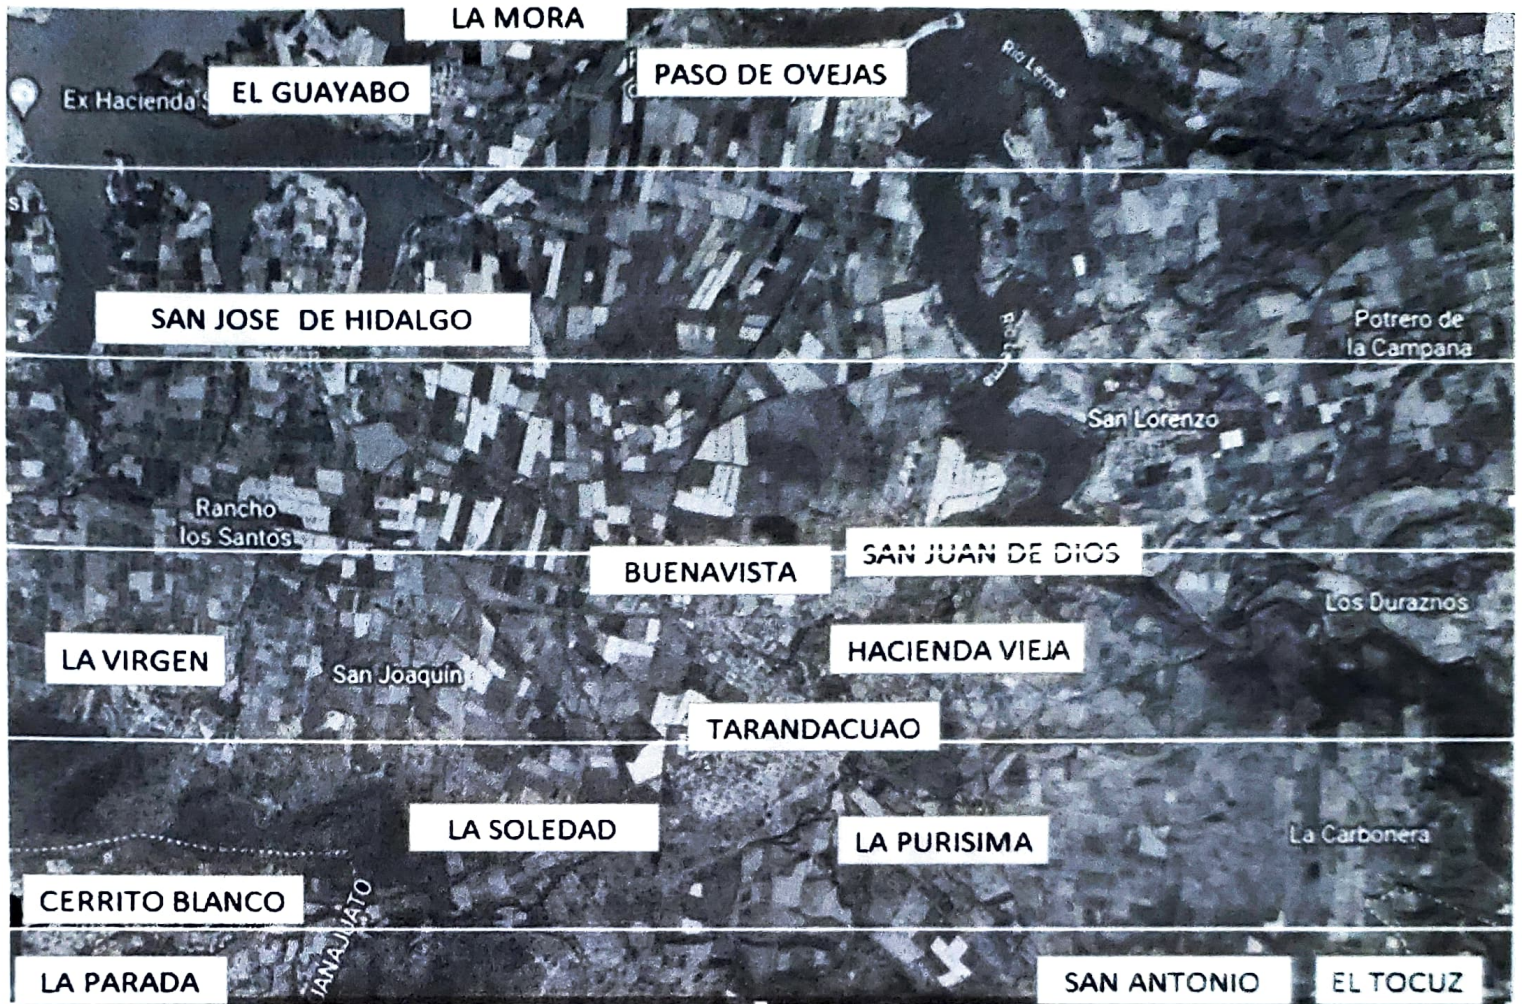 LA MORA
PASO DE OVEJAS
Río Lerma
EL GUAYABO
Ex Hacienda
SAN JOSE DE HIDALGO
Potrero de
la Campana
San Lorenzo
Rancho
los Santos
SAN JUAN DE DIOS
BUENAVISTA
Los Duraznos
HACIENDA VIEJA
LA VIRGEN
San Joaquín
TARANDACUAO
LA SOLEDAD
LA PURISIMA
La Carbonera
CERRITO BLANCO
LA PARADA
SAN ANTONIO
EL TOCUZ